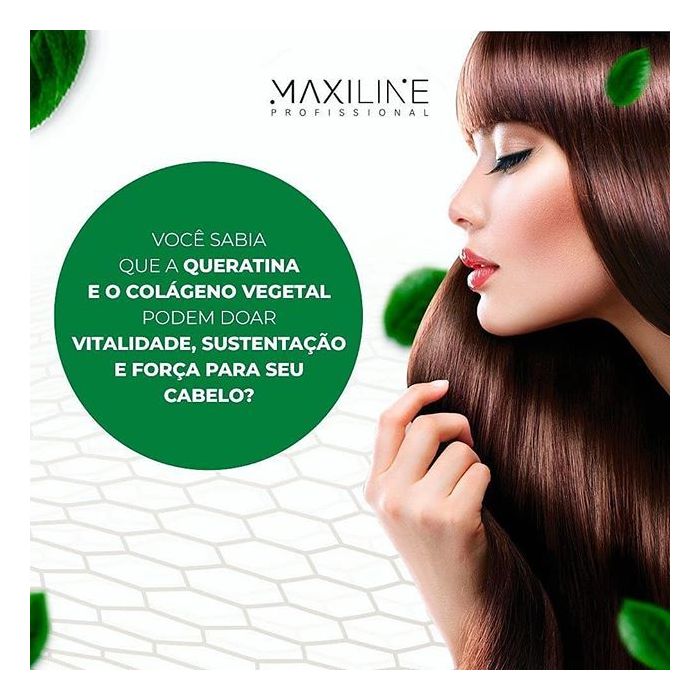 MAXILINE
PROFISSIONAL
VOCÊ SABIA
QUE A QUERATINA
E O COLÁGENO VEGETAL
PODEM DOAR
VITALIDADE, SUSTENTAÇÃO
E FORÇA PARA SEU
CABELO?